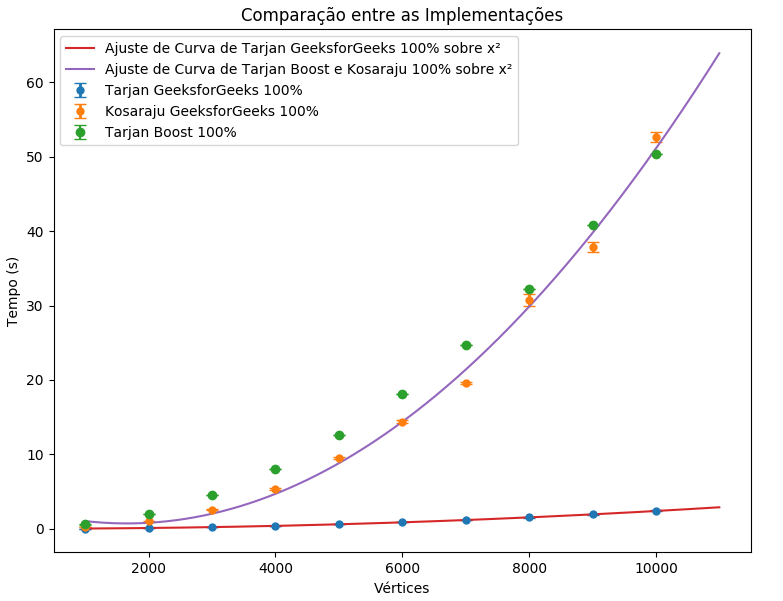 Comparação entre as Implementações
Ajuste de Curva de Tarjan GeeksforGeeks 100% sobre x²
Ajuste de Curva de Tarjan Boost e Kosaraju 100% sobre x²
Tarjan GeeksforGeeks 100%
Kosaraju GeeksforGeeks 100%
Tarjan Boost 100%
Tempo (s)
60
50
40
30
20
10
0
2000 4000 6000 8000 10000
Vértices